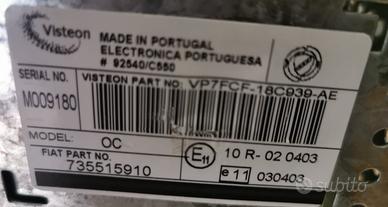 Visteon
MADE IN PORTUGAL
ELECTRONICA PORTUGUESA
# 92540/C550
SERIAL NO.
VISTEON PART NO: VP7FCF-18C939-AE
M009180
MODEL: OC
E11 10 R- 02 0403
FIAT PART NO:
735515910
e 11 030403
subito